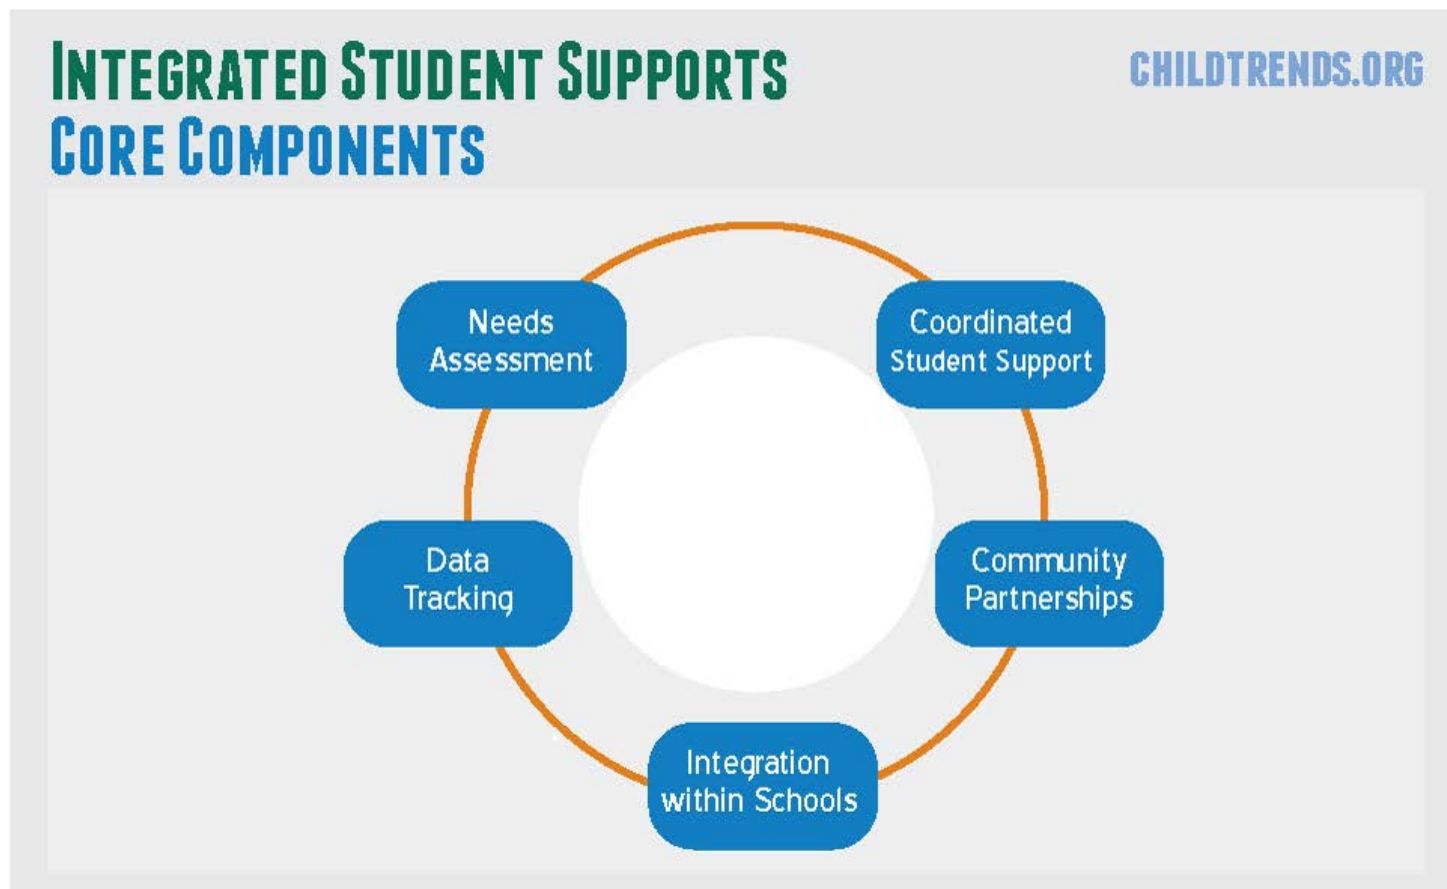 INTEGRATED STUDENT SUPPORTS
CORE COMPONENTS
CHILDTRENDS.ORG
Needs
Assessment
Coordinated
Student Support
Data
Tracking
Community
Partnerships
Integration
within Schools